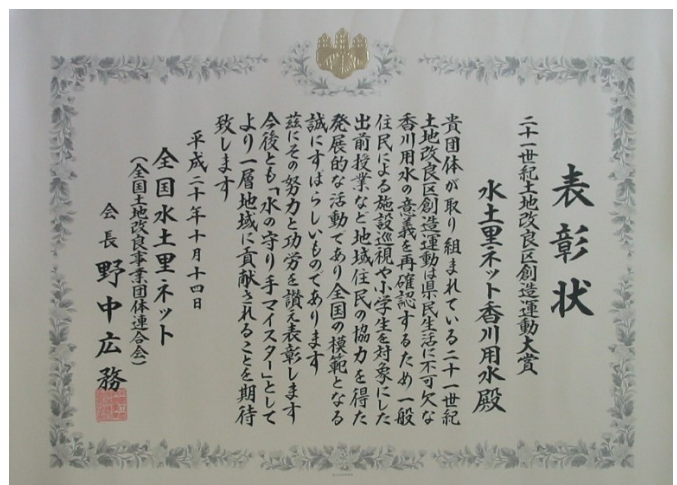 表彰状
二十一世紀土地改良区創造運動大賞
水土里ネット香川用水殿
貴団体が取り組まれている二十一世紀
土地改良区創造運動は県民生活に不可欠な
香川用水の意義を再確認するため一般
住民による施設巡視や小学生を対象にした
出前授業など地域住民の協力を得た
発展的な活動であり全国の模範となる
誠にすばらしいものであります
茲にその努力と功労を讃え表彰します
今後とも「水の守り手マイスター」として
より一層地域に貢献されることを期待
致します
平成二十年十月十四日
全国水土里ネット
(全国土地改良事業団体連合会)
会長 野中広務